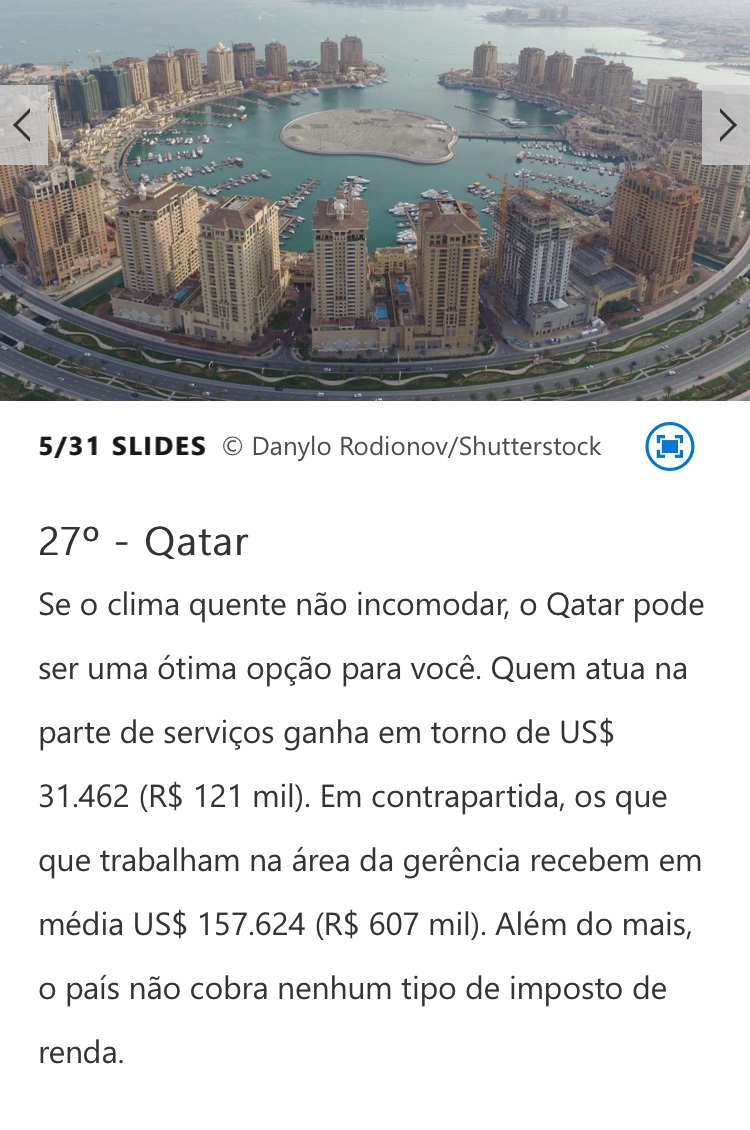 5/31 SLIDES © Danylo Rodionov/Shutterstock
27º - Qatar
Se o clima quente não incomodar, o Qatar pode
ser uma ótima opção para você. Quem atua na
parte de serviços ganha em torno de US$
31.462 (R$ 121 mil). Em contrapartida, os que
que trabalham na área da gerência recebem em
média US$ 157.624 (R$ 607 mil). Além do mais,
o país não cobra nenhum tipo de imposto de
renda.